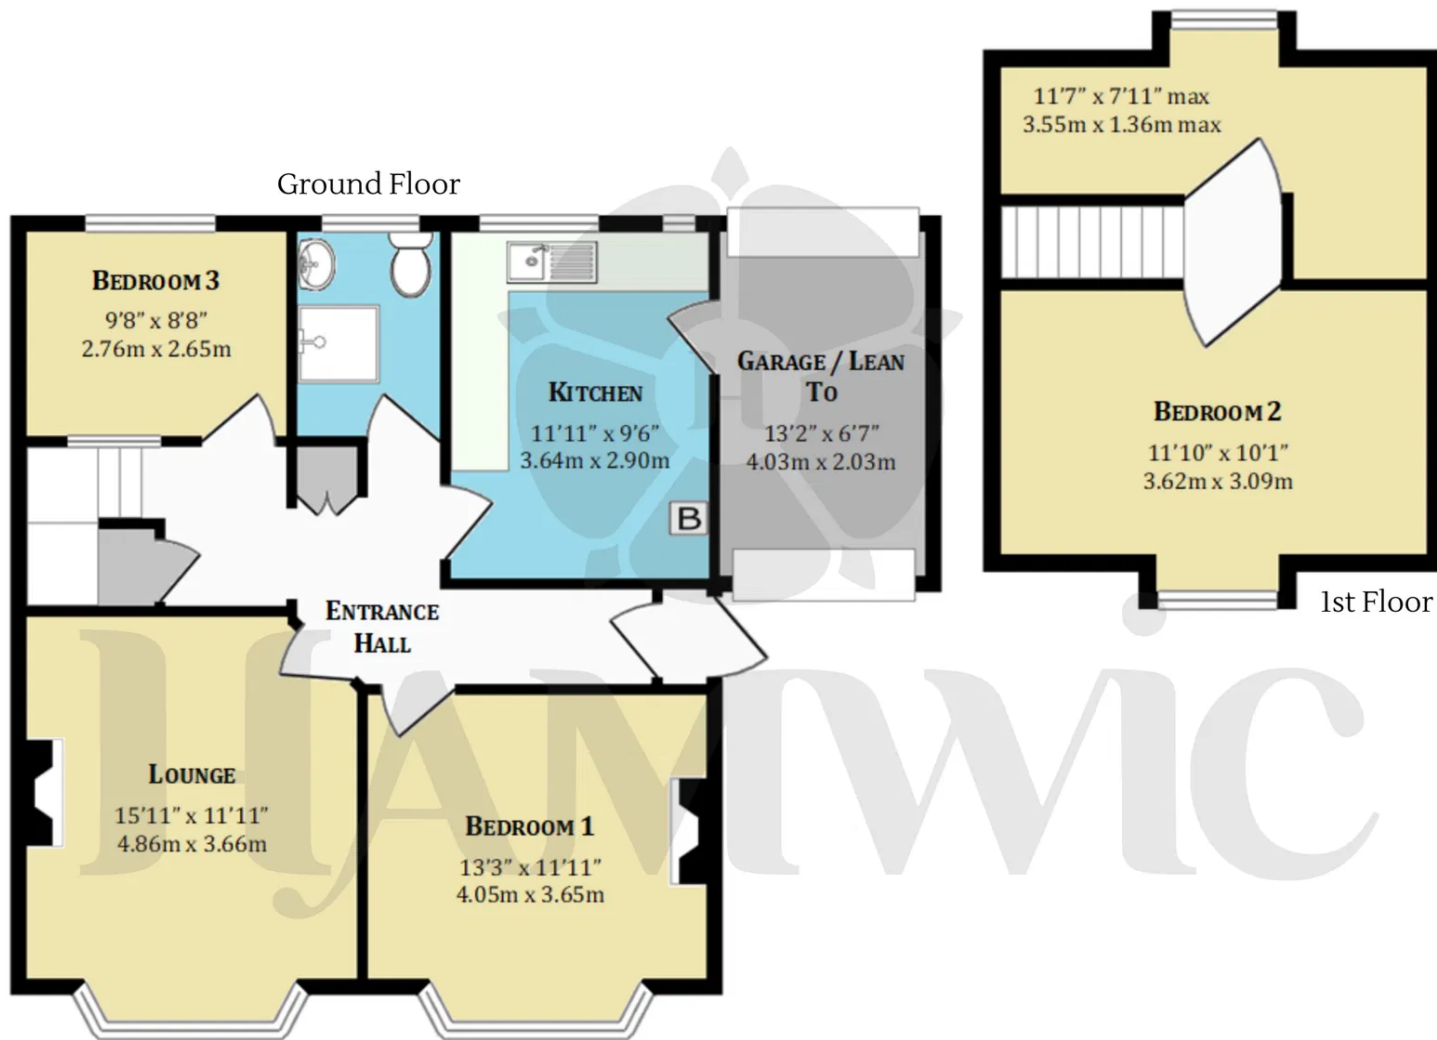 Ground Floor
BEDROOM 3
9'8" x 8'8"
2.76m x 2.65m
KITCHEN
11'11" x 9'6"
3.64m x 2.90m
B
GARAGE / LEAN
TO
13'2" x 6'7"
4.03m x 2.03m
ENTRANCE
HALL
LOUNGE
15'11" x 11'11"
4.86m x 3.66m
BEDROOM 1
13'3" x 11'11"
4.05m x 3.65m
11'7" x 7'11" max
3.55m x 1.36m max
BEDROOM 2
11'10" x 10'1"
3.62m x 3.09m
1st Floor
H
HAMWIC